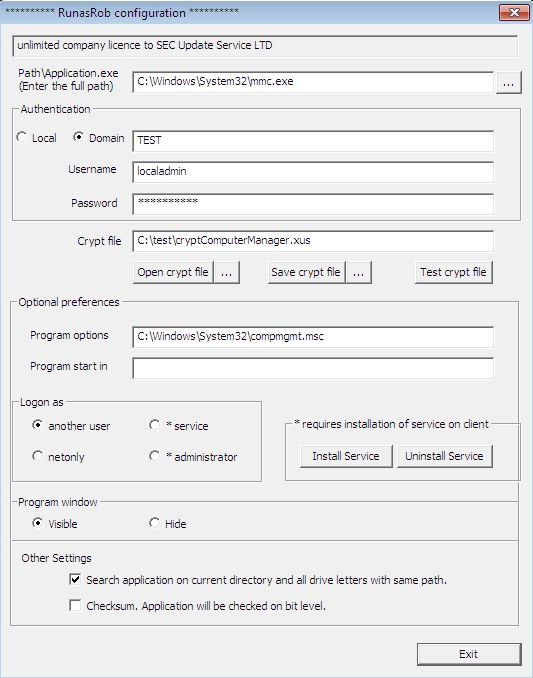 ********** RunasRob configuration **********
unlimited company licence to SEC Update Service LTD
Path\Application.exe
(Enter the full path)
C:\Windows\System32\mmc.exe
...
Authentication
Local
Domain
TEST
Username
localadmin
Password
**********
Crypt file
C:\test\cryptComputerManager.xus
Open crypt file
...
Save crypt file
...
Test crypt file
Optional preferences
Program options
C:\Windows\System32\compmgmt.msc
Program start in
Logon as
another user
* service
netonly
* administrator
* requires installation of service on client
Install Service
Uninstall Service
Program window
Visible
Hide
Other Settings
Search application on current directory and all drive letters with same path.
Checksum. Application will be checked on bit level.
Exit